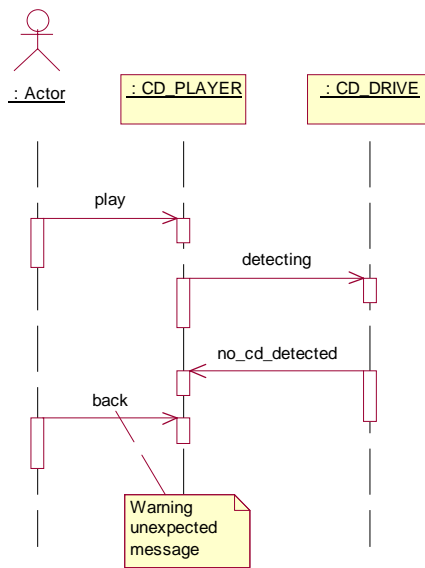 : Actor
: CD_PLAYER
: CD_DRIVE
play
detecting
no_cd_detected
back
Warning
unexpected
message